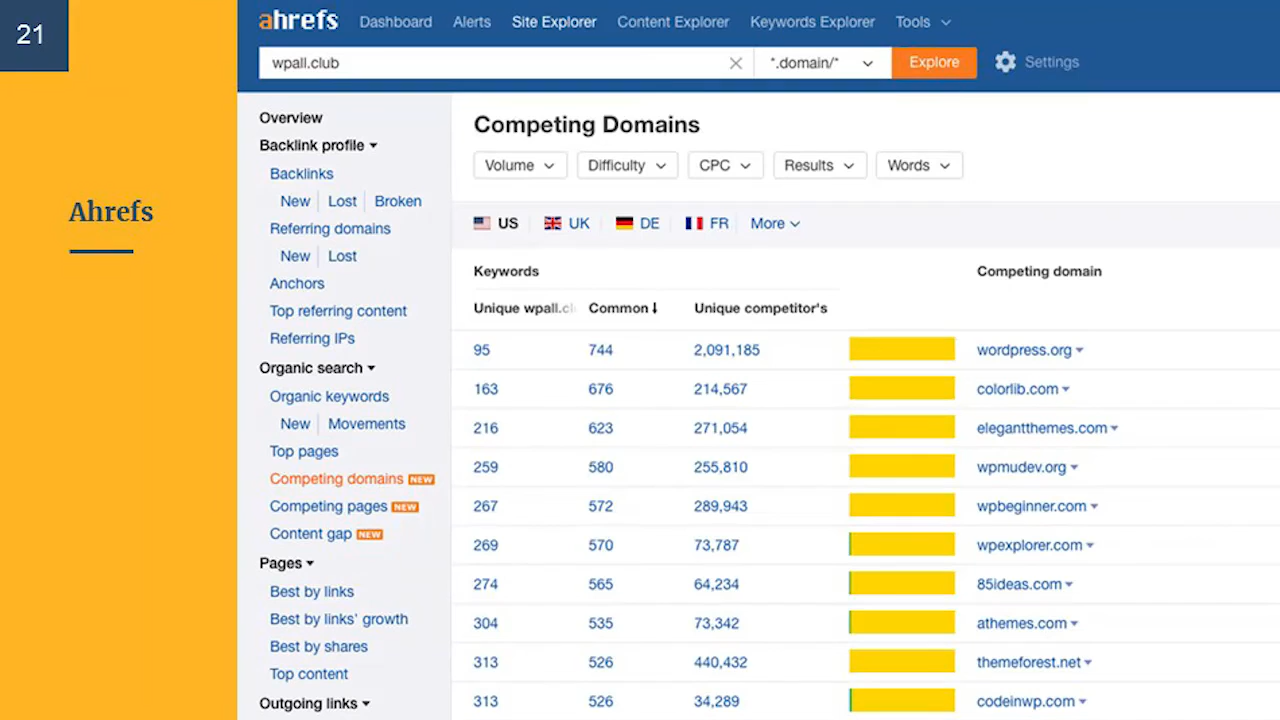 21
Ahrefs
ahrefs Dashboard Alerts Site Explorer Content Explorer Keywords Explorer Tools
wpall.club *.domain/* Explore Settings
Overview
Backlink profile
Backlinks
New Lost Broken
Referring domains
New Lost
Anchors
Top referring content
Referring IPs
Organic search
Organic keywords
New Movements
Top pages
Competing domains NEW
Competing pages NEW
Content gap NEW
Pages
Best by links
Best by links' growth
Best by shares
Top content
Outgoing links
Competing Domains
Volume Difficulty CPC Results Words
US UK DE FR More
Keywords Competing domain
Unique wpall.cl Common Unique competitor's
95 744 2,091,185 wordpress.org
163 676 214,567 colorlib.com
216 623 271,054 elegantthemes.com
259 580 255,810 wpmudev.org
267 572 289,943 wpbeginner.com
269 570 73,787 wpexplorer.com
274 565 64,234 85ideas.com
304 535 73,342 athemes.com
313 526 440,432 themeforest.net
313 526 34,289 codeinwp.com